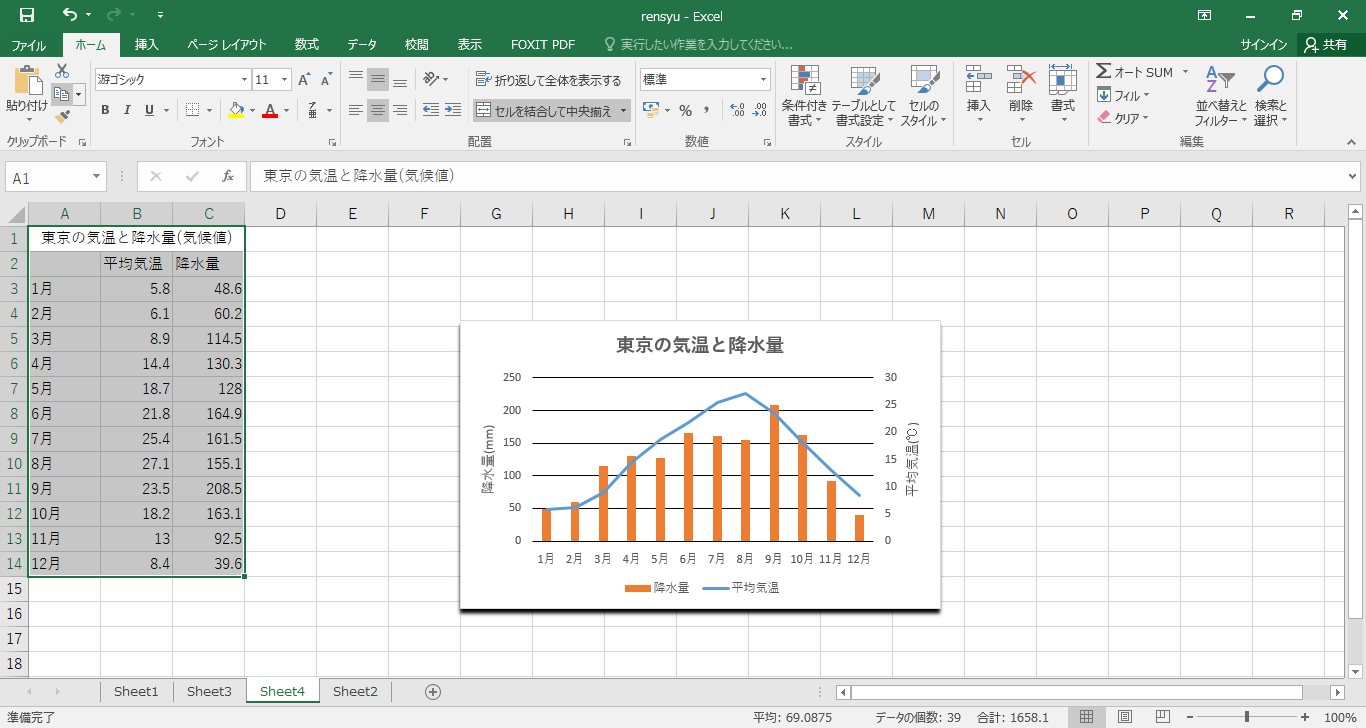 rensyu - Excel
ファイル ホーム 挿入 ページ レイアウト 数式 データ 校閲 表示 FOXIT PDF 実行したい作業を入力してください... サインイン 共有
貼り付け
クリップボード
游ゴシック 11
B I U
フォント
折り返して全体を表示する
セルを結合して中央揃え
配置
標準
%
数値
条件付き書式
テーブルとして書式設定
セルのスタイル
スタイル
挿入 削除 書式
セル
オート SUM
フィル
クリア
並べ替えとフィルター
検索と選択
編集
A1 fx 東京の気温と降水量(気候値)
A B C D E F G H I J K L M N O P Q R
1 東京の気温と降水量(気候値)
2 平均気温 降水量
3 1月 5.8 48.6
4 2月 6.1 60.2
5 3月 8.9 114.5
6 4月 14.4 130.3
7 5月 18.7 128
8 6月 21.8 164.9
9 7月 25.4 161.5
10 8月 27.1 155.1
11 9月 23.5 208.5
12 10月 18.2 163.1
13 11月 13 92.5
14 12月 8.4 39.6
15
16
17
18
東京の気温と降水量
降水量(mm)
250
200
150
100
50
0
30
25
20
15
10
5
0
平均気温(℃)
1月 2月 3月 4月 5月 6月 7月 8月 9月 10月 11月 12月
降水量 平均気温
Sheet1 Sheet3 Sheet4 Sheet2
準備完了 平均: 69.0875 データの個数: 39 合計: 1658.1 100%